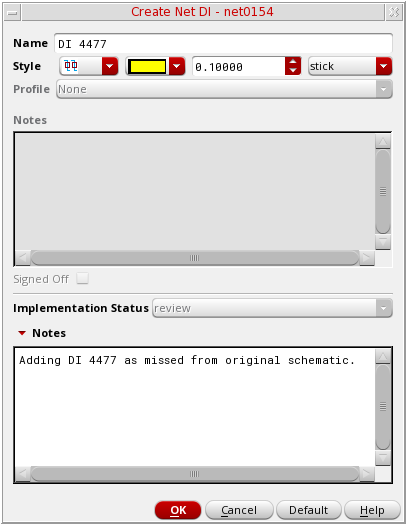 Create Net DI - net0154
Name DI 4477
Style 0.10000 stick
Profile None
Notes
Signed Off
Implementation Status review
Notes
Adding DI 4477 as missed from original schematic.
OK Cancel Default Help